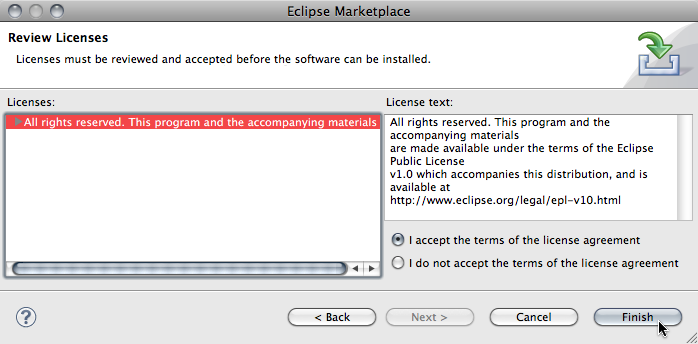 Eclipse Marketplace
Review Licenses
Licenses must be reviewed and accepted before the software can be installed.
Licenses:
All rights reserved. This program and the accompanying materials
License text:
All rights reserved. This program and the
accompanying materials
are made available under the terms of the Eclipse
Public License
v1.0 which accompanies this distribution, and is
available at
http://www.eclipse.org/legal/epl-v10.html
I accept the terms of the license agreement
I do not accept the terms of the license agreement
?
< Back
Next >
Cancel
Finish